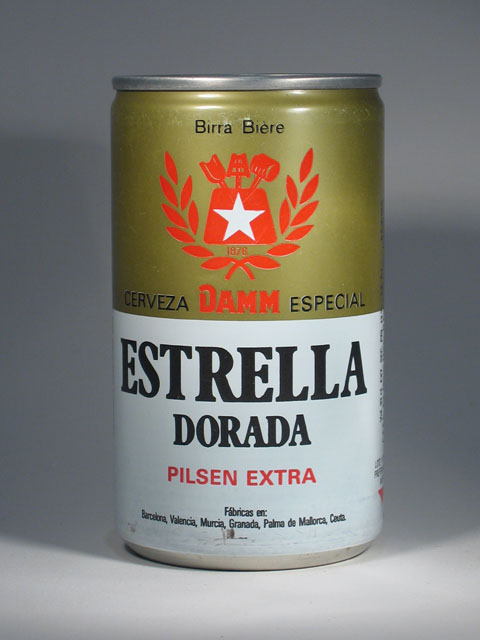 Birra Bière
1876
CERVEZA DAMM ESPECIAL
ESTRELLA
DORADA
PILSEN EXTRA
Fábricas en:
Barcelona, Valencia, Murcia, Granada, Palma de Mallorca, Ceuta.